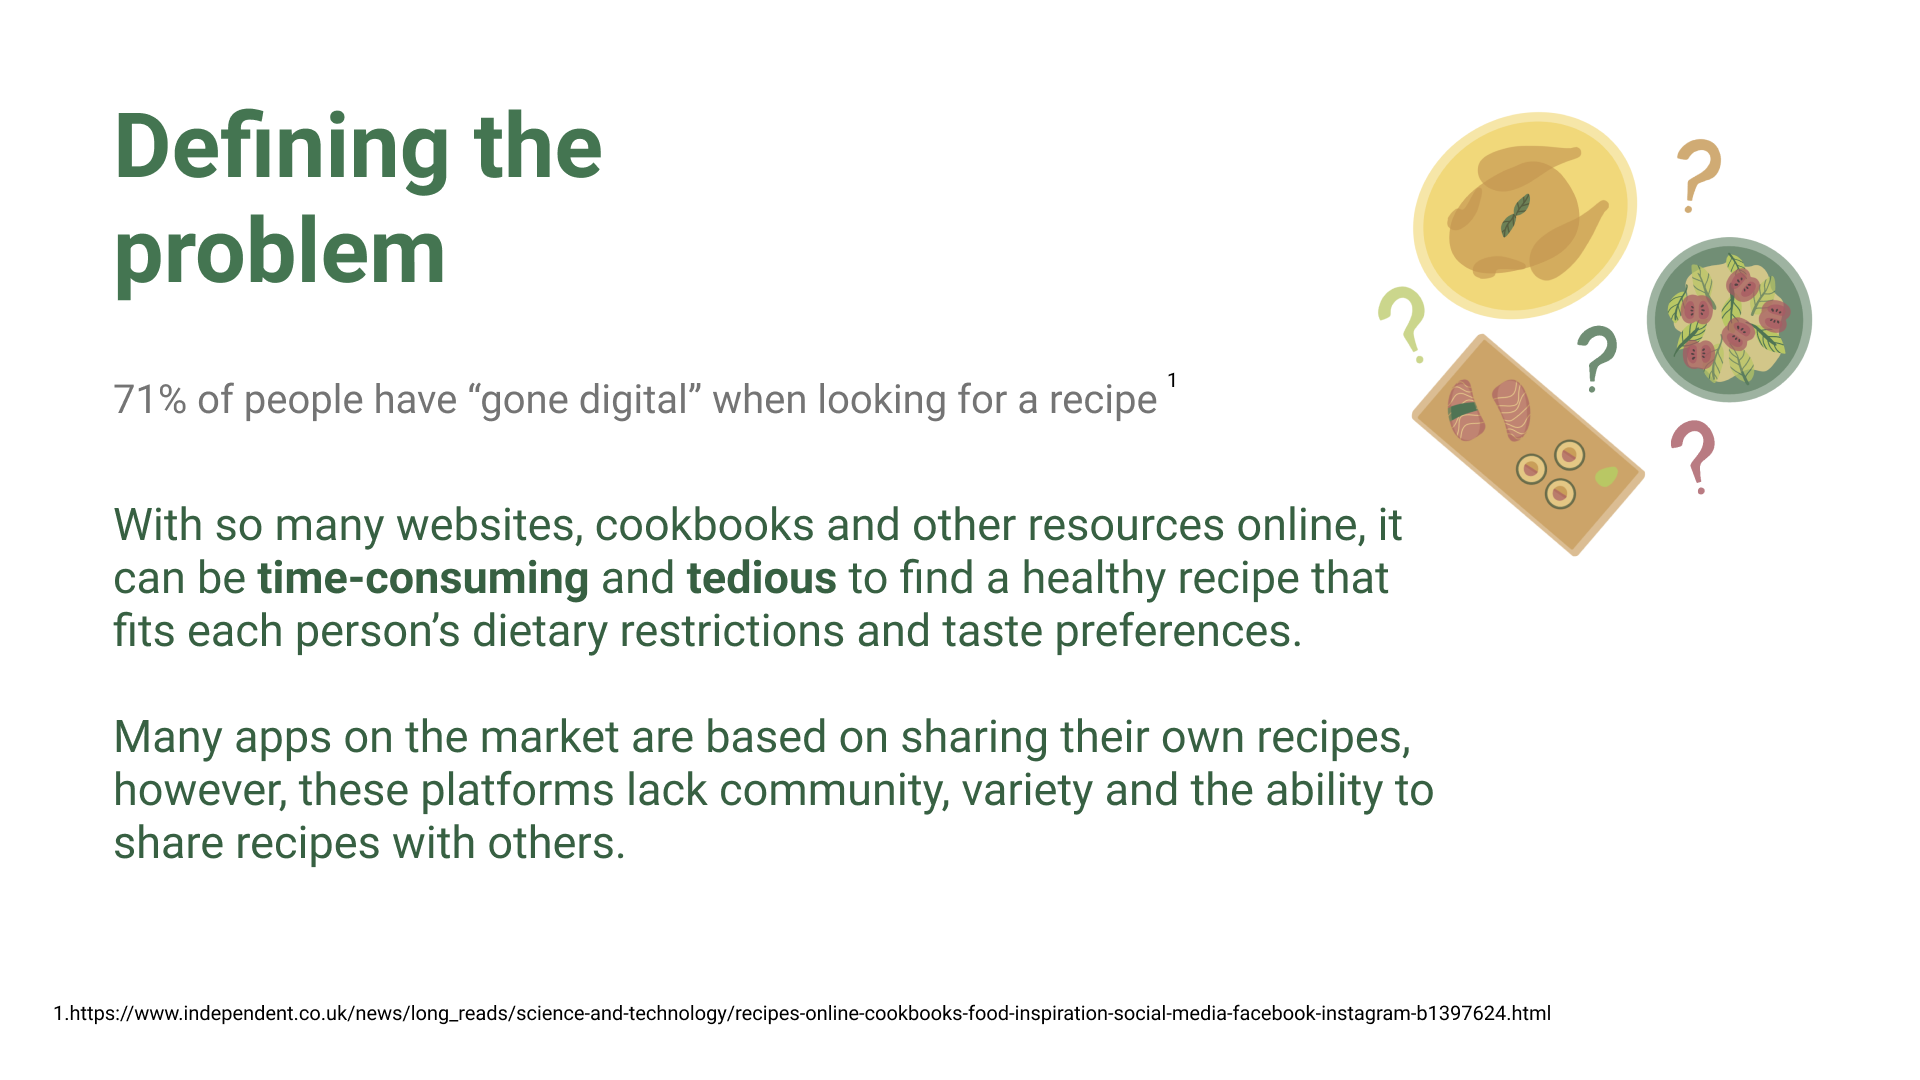 Defining the
problem
71% of people have “gone digital” when looking for a recipe 1
With so many websites, cookbooks and other resources online, it
can be time-consuming and tedious to find a healthy recipe that
fits each person’s dietary restrictions and taste preferences.
Many apps on the market are based on sharing their own recipes,
however, these platforms lack community, variety and the ability to
share recipes with others.
?
?
?
?
1.https://www.independent.co.uk/news/long_reads/science-and-technology/recipes-online-cookbooks-food-inspiration-social-media-facebook-instagram-b1397624.html